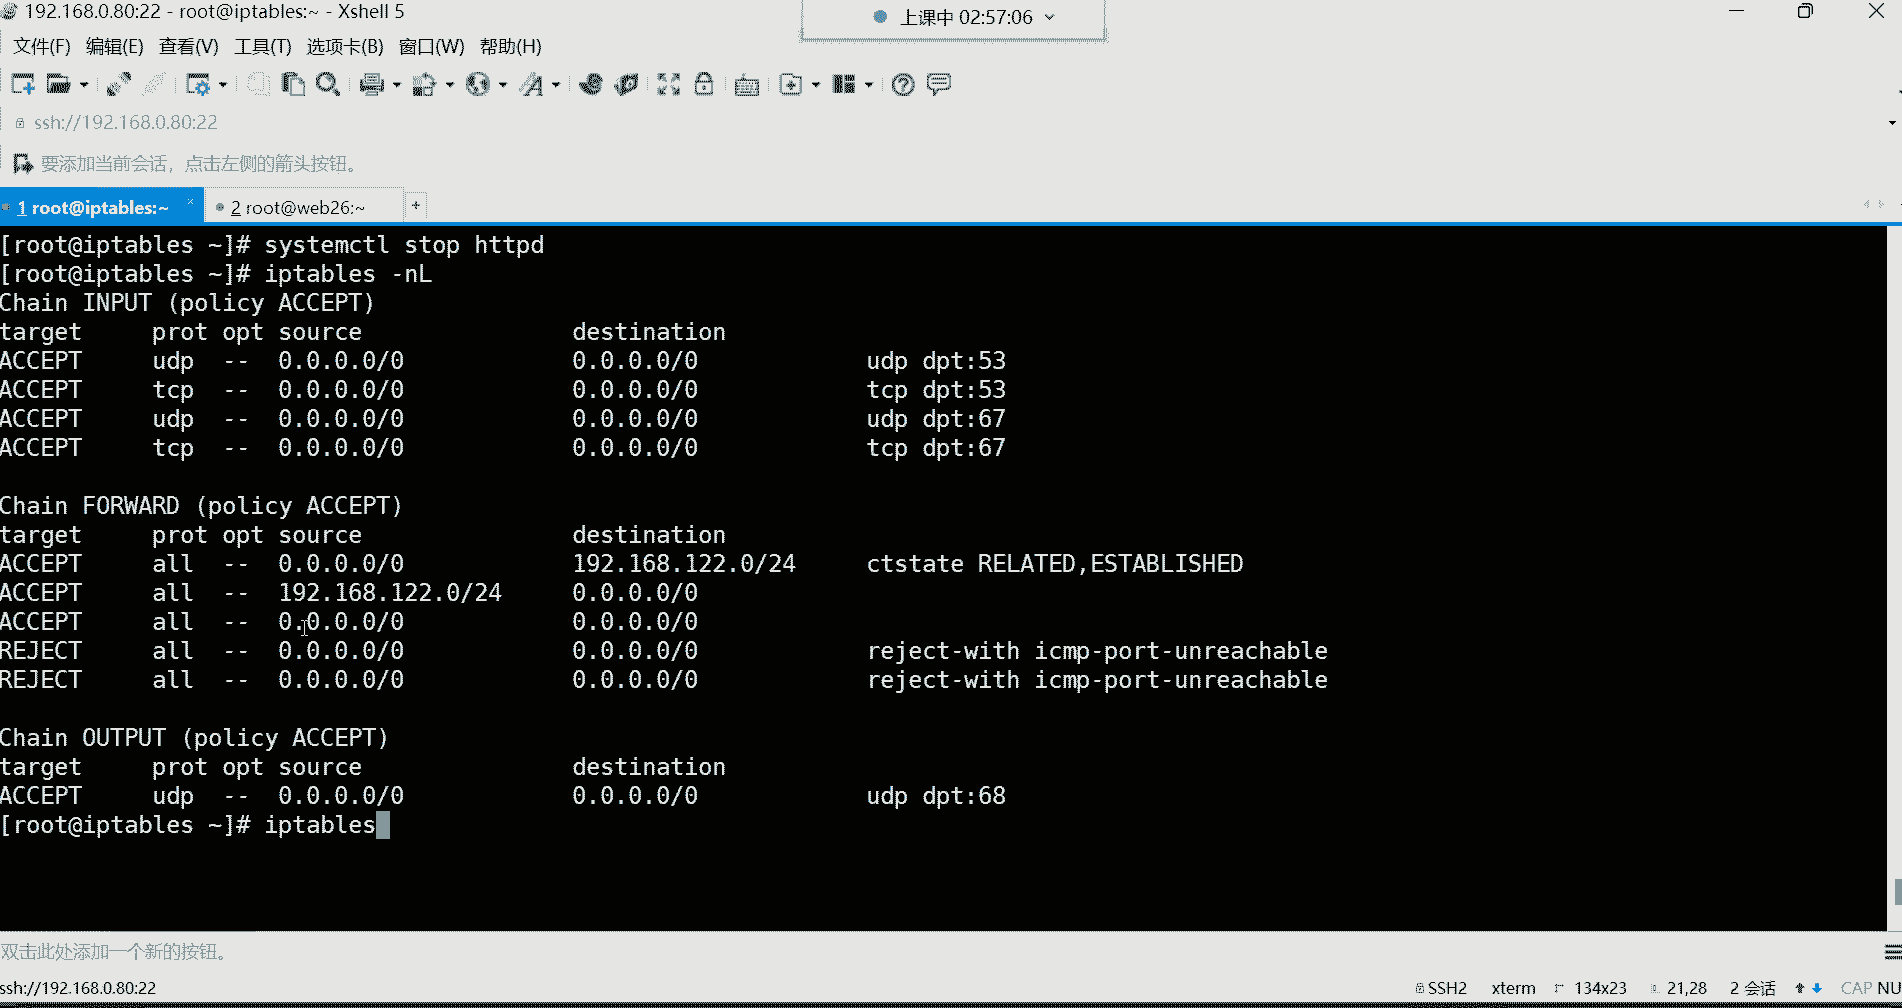 192.168.0.80:22 - root@iptables:~ - Xshell 5
上课中 02:57:06
文件(F) 编辑(E) 查看(V) 工具(T) 选项卡(B) 窗口(W) 帮助(H)
ssh://192.168.0.80:22
要添加当前会话，点击左侧的箭头按钮。
1 root@iptables:~ × 2 root@web26:~ +
[root@iptables ~]# systemctl stop httpd
[root@iptables ~]# iptables -nL
Chain INPUT (policy ACCEPT)
target     prot opt source               destination
ACCEPT     udp  --  0.0.0.0/0            0.0.0.0/0            udp dpt:53
ACCEPT     tcp  --  0.0.0.0/0            0.0.0.0/0            tcp dpt:53
ACCEPT     udp  --  0.0.0.0/0            0.0.0.0/0            udp dpt:67
ACCEPT     tcp  --  0.0.0.0/0            0.0.0.0/0            tcp dpt:67
Chain FORWARD (policy ACCEPT)
target     prot opt source               destination
ACCEPT     all  --  0.0.0.0/0            192.168.122.0/24     ctstate RELATED,ESTABLISHED
ACCEPT     all  --  192.168.122.0/24     0.0.0.0/0
ACCEPT     all  --  0.0.0.0/0            0.0.0.0/0
REJECT     all  --  0.0.0.0/0            0.0.0.0/0            reject-with icmp-port-unreachable
REJECT     all  --  0.0.0.0/0            0.0.0.0/0            reject-with icmp-port-unreachable
Chain OUTPUT (policy ACCEPT)
target     prot opt source               destination
ACCEPT     udp  --  0.0.0.0/0            0.0.0.0/0            udp dpt:68
[root@iptables ~]# iptables
双击此处添加一个新的按钮。
ssh://192.168.0.80:22 SSH2 xterm 134x23 21,28 2 会话 CAP NU